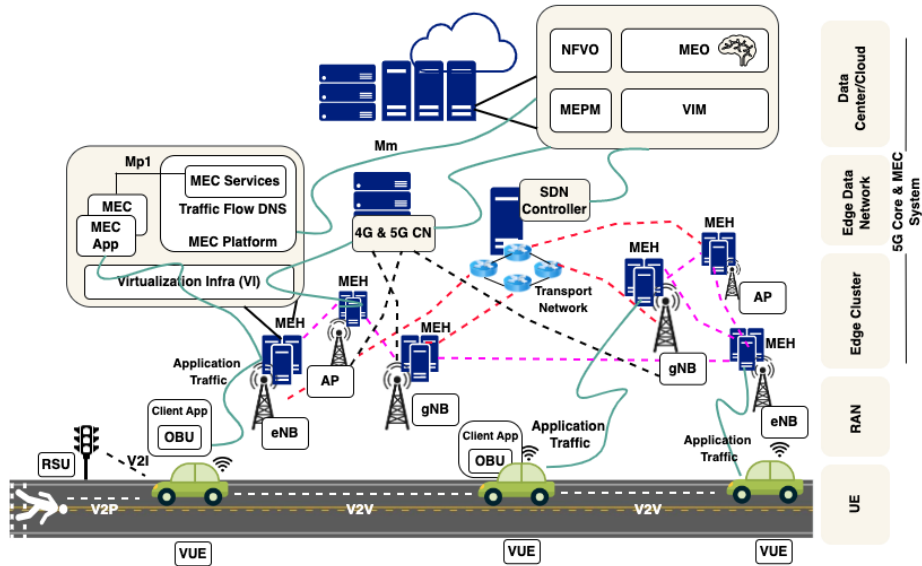 NFVO
MEO
MEPM
VIM
Mm
Mp1
MEC Services
MEC
Traffic Flow DNS
MEC
App
MEC Platform
Virtualization Infra (VI)
4G & 5G CN
SDN
Controller
MEH
MEH
AP
Transport
Network
MEH
MEH
MEH
MEH
Application
Traffic
AP
gNB
gNB
eNB
eNB
Client App
OBU
Client App
OBU
Application
Traffic
Application
Traffic
RSU
V2I
V2P
V2V
V2V
VUE
VUE
VUE
Data
Center/Cloud
Edge Data
Network
Edge Cluster
RAN
UE
5G Core & MEC
System